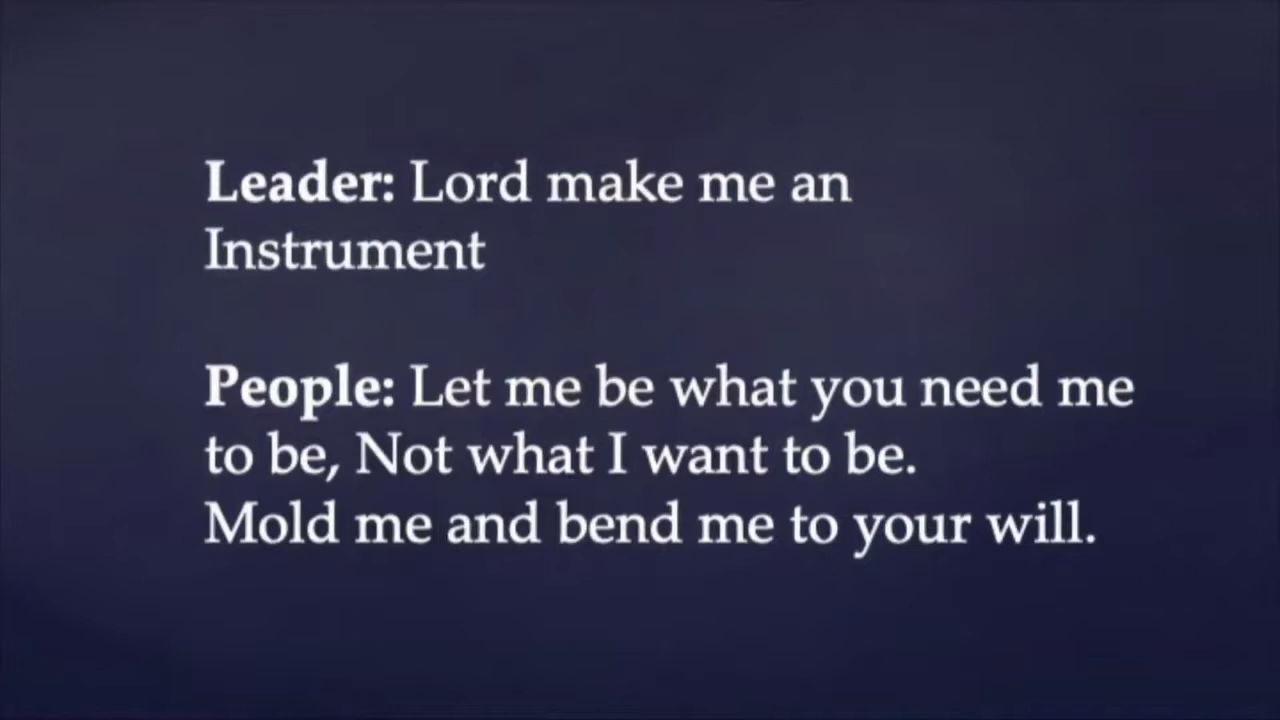 Leader: Lord make me an
Instrument
People: Let me be what you need me
to be, Not what I want to be.
Mold me and bend me to your will.